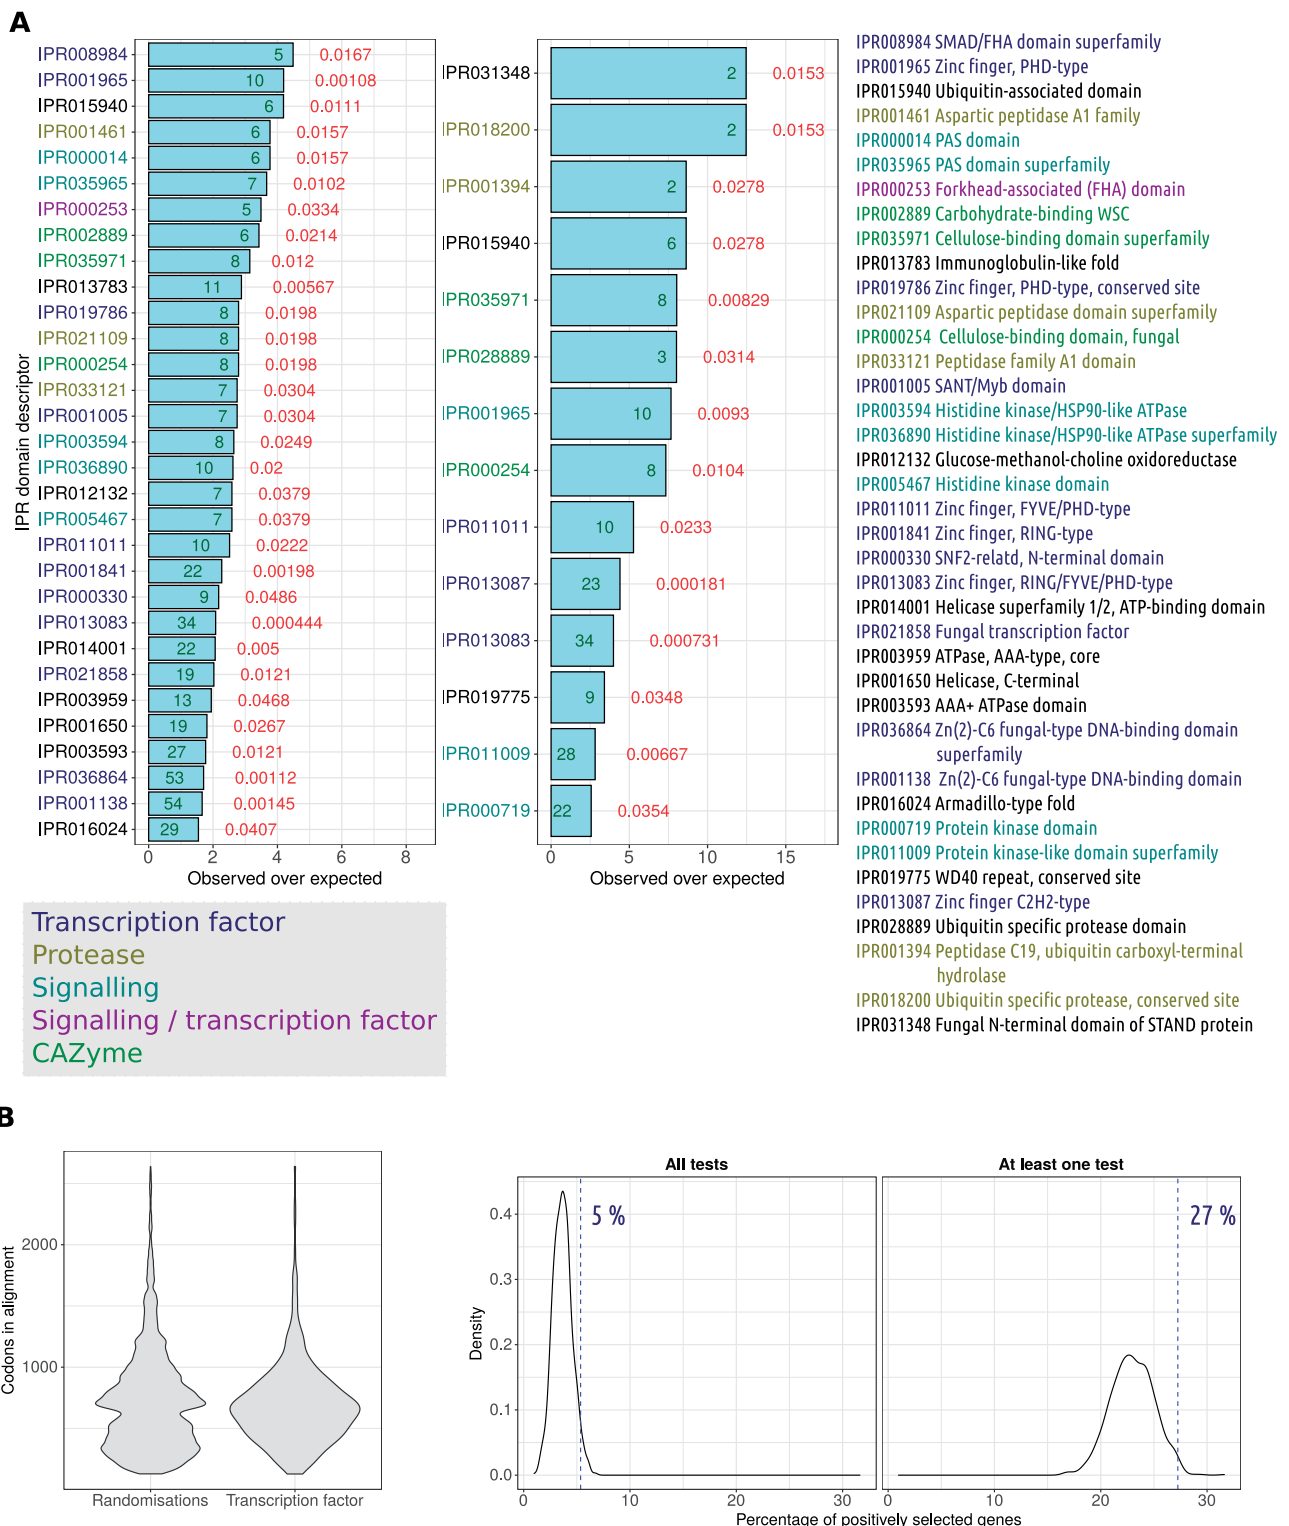 A
IPR domain descriptor
IPR008984 5 0.0167
IPR001965 10 0.00108
IPR015940 6 0.0111
IPR001461 6 0.0157
IPR000014 6 0.0157
IPR035965 7 0.0102
IPR000253 5 0.0334
IPR002889 6 0.0214
IPR035971 8 0.012
IPR013783 11 0.00567
IPR019786 8 0.0198
IPR021109 8 0.0198
IPR000254 8 0.0198
IPR033121 7 0.0304
IPR001005 7 0.0304
IPR003594 8 0.0249
IPR036890 10 0.02
IPR012132 7 0.0379
IPR005467 7 0.0379
IPR011011 10 0.0222
IPR001841 22 0.00198
IPR000330 9 0.0486
IPR013083 34 0.000444
IPR014001 22 0.005
IPR021858 19 0.0121
IPR003959 13 0.0468
IPR001650 19 0.0267
IPR003593 27 0.0121
IPR036864 53 0.00112
IPR001138 54 0.00145
IPR016024 29 0.0407
0 2 4 6 8
Observed over expected
IPR031348 2 0.0153
IPR018200 2 0.0153
IPR001394 2 0.0278
IPR015940 6 0.0278
IPR035971 8 0.00829
IPR028889 3 0.0314
IPR001965 10 0.0093
IPR000254 8 0.0104
IPR011011 10 0.0233
IPR013087 23 0.000181
IPR013083 34 0.000731
IPR019775 9 0.0348
IPR011009 28 0.00667
IPR000719 22 0.0354
0 5 10 15
Observed over expected
IPR008984 SMAD/FHA domain superfamily
IPR001965 Zinc finger, PHD-type
IPR015940 Ubiquitin-associated domain
IPR001461 Aspartic peptidase A1 family
IPR000014 PAS domain
IPR035965 PAS domain superfamily
IPR000253 Forkhead-associated (FHA) domain
IPR002889 Carbohydrate-binding WSC
IPR035971 Cellulose-binding domain superfamily
IPR013783 Immunoglobulin-like fold
IPR019786 Zinc finger, PHD-type, conserved site
IPR021109 Aspartic peptidase domain superfamily
IPR000254 Cellulose-binding domain, fungal
IPR033121 Peptidase family A1 domain
IPR001005 SANT/Myb domain
IPR003594 Histidine kinase/HSP90-like ATPase
IPR036890 Histidine kinase/HSP90-like ATPase superfamily
IPR012132 Glucose-methanol-choline oxidoreductase
IPR005467 Histidine kinase domain
IPR011011 Zinc finger, FYVE/PHD-type
IPR001841 Zinc finger, RING-type
IPR000330 SNF2-relatd, N-terminal domain
IPR013083 Zinc finger, RING/FYVE/PHD-type
IPR014001 Helicase superfamily 1/2, ATP-binding domain
IPR021858 Fungal transcription factor
IPR003959 ATPase, AAA-type, core
IPR001650 Helicase, C-terminal
IPR003593 AAA+ ATPase domain
IPR036864 Zn(2)-C6 fungal-type DNA-binding domain
superfamily
IPR001138 Zn(2)-C6 fungal-type DNA-binding domain
IPR016024 Armadillo-type fold
IPR000719 Protein kinase domain
IPR011009 Protein kinase-like domain superfamily
IPR019775 WD40 repeat, conserved site
IPR013087 Zinc finger C2H2-type
IPR028889 Ubiquitin specific protease domain
IPR001394 Peptidase C19, ubiquitin carboxyl-terminal
hydrolase
IPR018200 Ubiquitin specific protease, conserved site
IPR031348 Fungal N-terminal domain of STAND protein
Transcription factor
Protease
Signalling
Signalling / transcription factor
CAZyme
B
Codons in alignment
2000
1000
Randomisations Transcription factor
All tests At least one test
5 % 27 %
Density
0.4
0.3
0.2
0.1
0.0
0 10 20 30 0 10 20 30
Percentage of positively selected genes